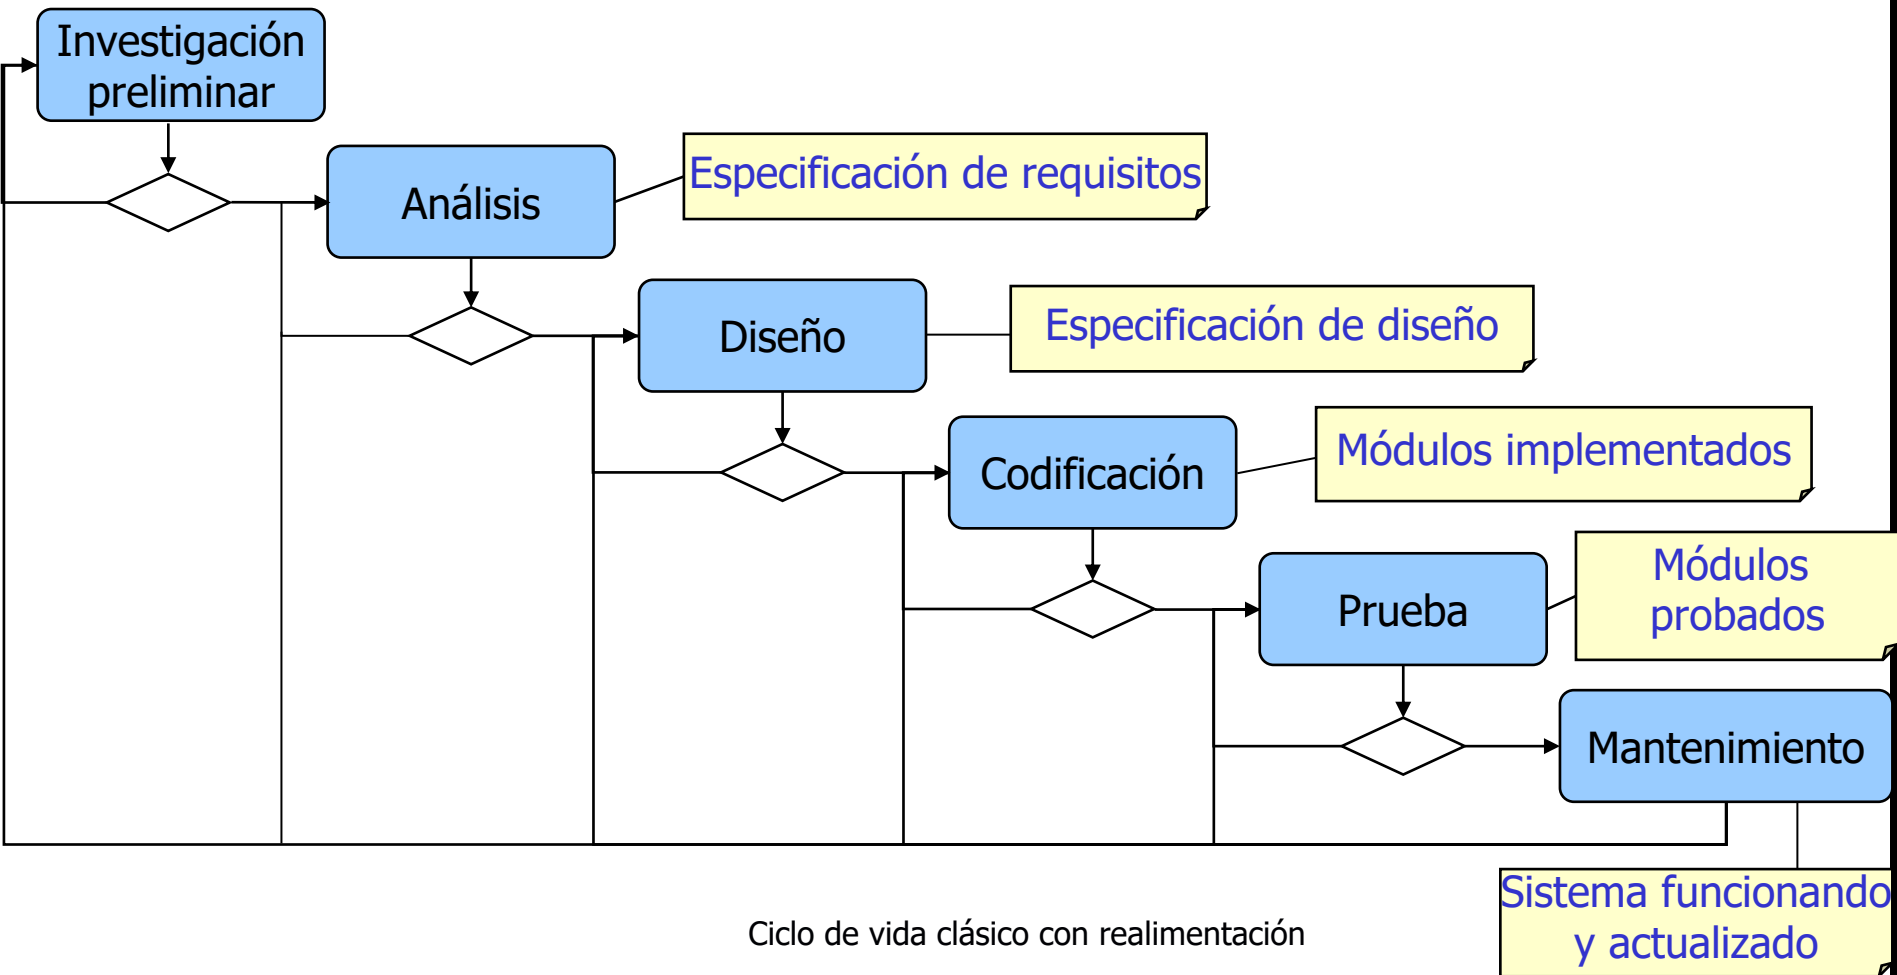 Investigación
preliminar
Análisis
Especificación de requisitos
Diseño
Especificación de diseño
Codificación
Módulos implementados
Prueba
Módulos
probados
Mantenimiento
Sistema funcionando
y actualizado
Ciclo de vida clásico con realimentación